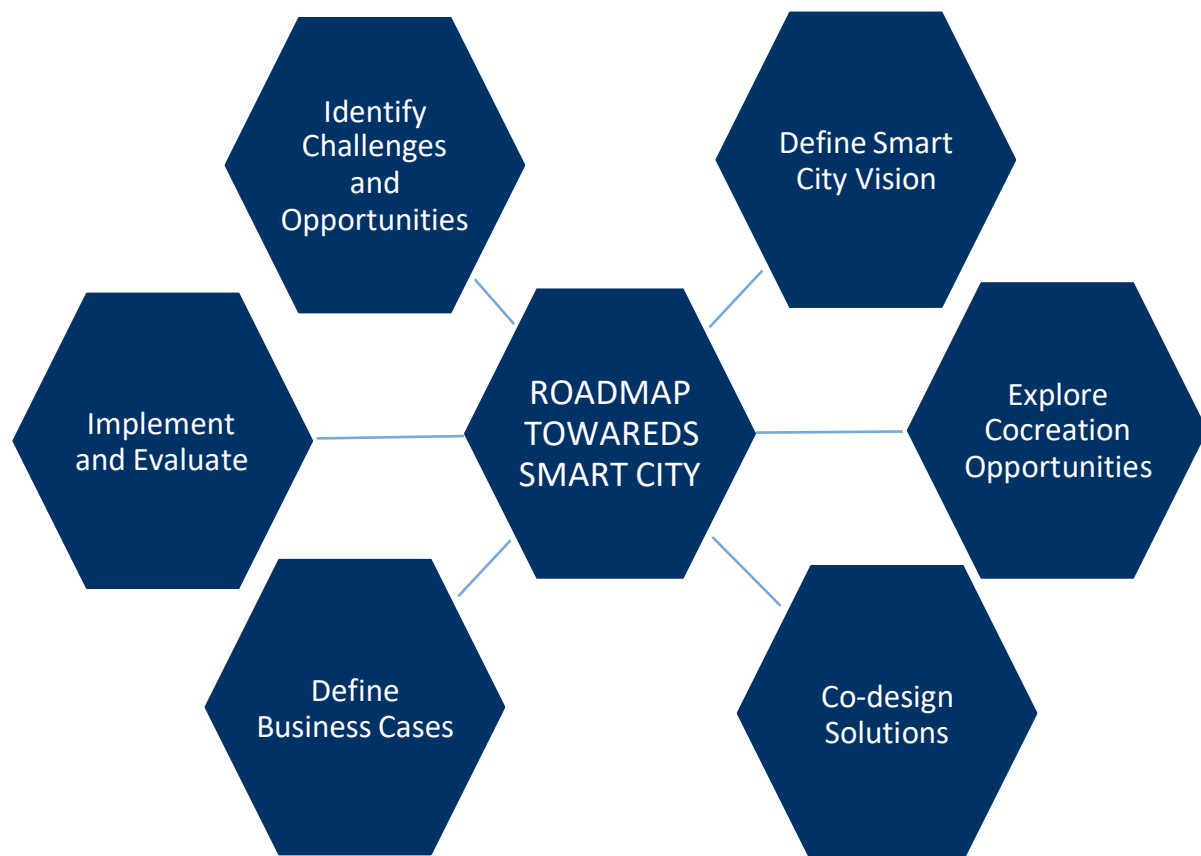 Identify
Challenges
and
Opportunities
Define Smart
City Vision
Implement
and Evaluate
ROADMAP
TOWAREDS
SMART CITY
Explore
Cocreation
Opportunities
Define
Business Cases
Co-design
Solutions